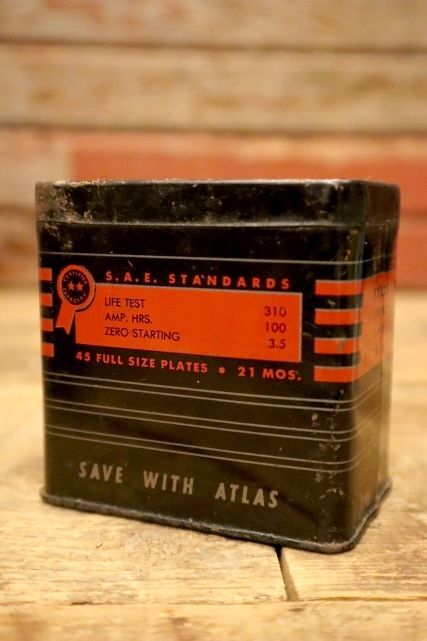 S.A.E. STANDARDS
LIFE TEST 310
AMP. HRS. 100
ZERO STARTING 3.5
45 FULL SIZE PLATES • 21 MOS.
SAVE WITH ATLAS